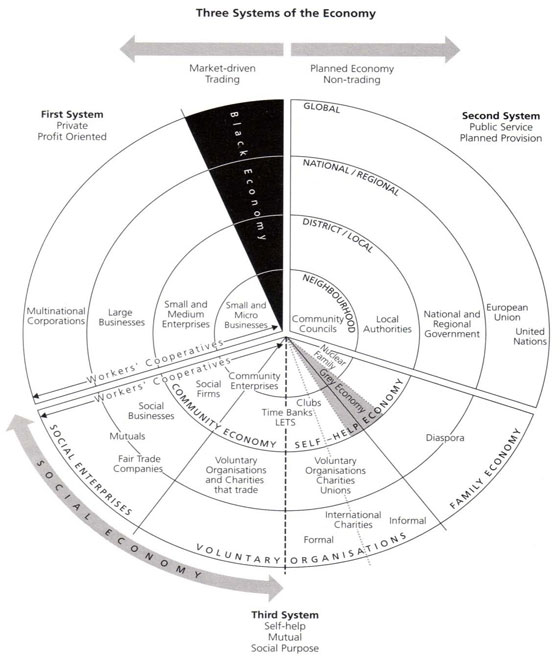 Three Systems of the Economy
Market-driven
Trading
Planned Economy
Non-trading
First System
Private
Profit Oriented
Second System
Public Service
Planned Provision
Black Economy
GLOBAL
NATIONAL / REGIONAL
DISTRICT / LOCAL
NEIGHBOURHOOD
Multinational
Corporations
Large
Businesses
Small and
Medium
Enterprises
Small and
Micro
Businesses
Community
Councils
Local
Authorities
National and
Regional
Government
European
Union
United
Nations
Workers' Cooperatives
Workers' Cooperatives
Nuclear
Family
Grey Economy
Community
Enterprises
Social
Firms
Social
Businesses
Mutuals
Fair Trade
Companies
COMMUNITY ECONOMY
SELF-HELP ECONOMY
Clubs
Time Banks
LETS
Voluntary
Organisations
and Charities
that trade
Voluntary
Organisations
Charities
Unions
Diaspora
International
Charities
Informal
Formal
SOCIAL ENTERPRISES
VOLUNTARY ORGANISATIONS
FAMILY ECONOMY
SOCIAL ECONOMY
Third System
Self-help
Mutual
Social Purpose